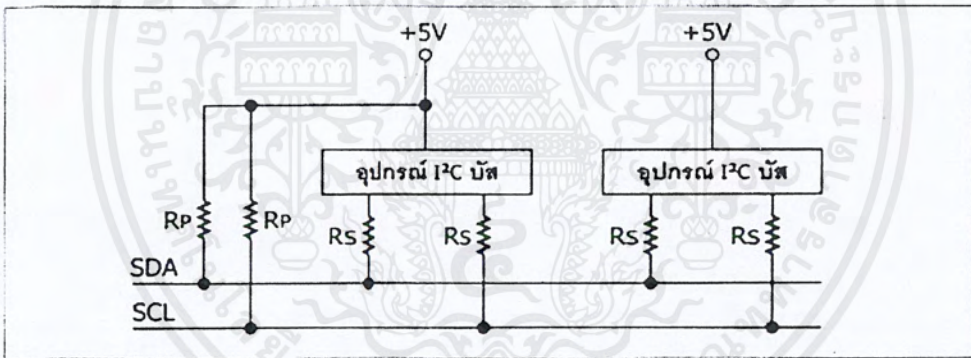 +5V +5V
อุปกรณ์ I²C บัส อุปกรณ์ I²C บัส
RP RP RS RS RS RS
SDA
SCL